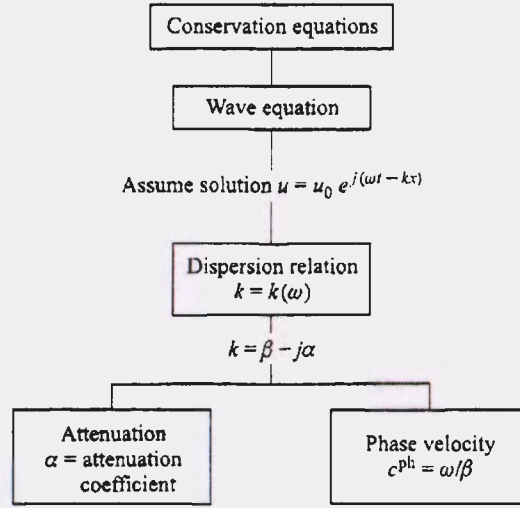 Conservation equations
Wave equation
Assume solution u = u₀ e^{j(ωt − kx)}
Dispersion relation
k = k(ω)
k = β − jα
Attenuation
α = attenuation
coefficient
Phase velocity
c^{ph} = ω/β